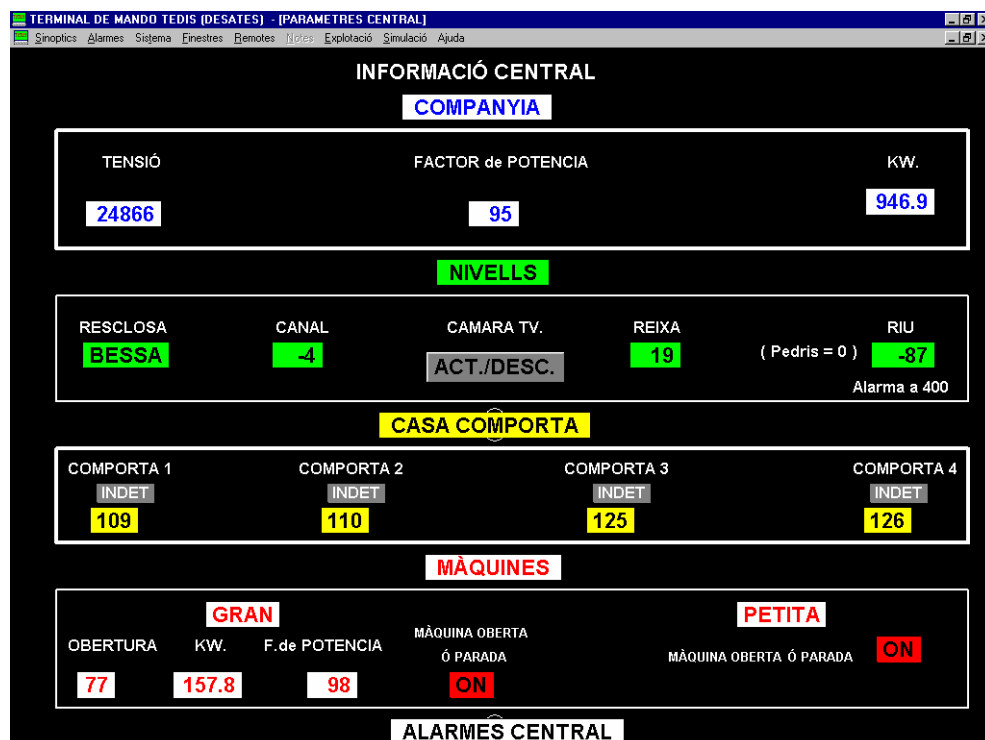 TERMINAL DE MANDO TEDIS (DESATES) - [PARAMETRES CENTRAL]
Sinoptics Alarmes Sistema Einestres Remotes Notes Explotació Simulació Ajuda
INFORMACIÓ CENTRAL
COMPANYIA
TENSIÓ FACTOR de POTENCIA KW.
24866 95 946.9
NIVELLS
RESCLOSA CANAL CAMARA TV. REIXA RIU
BESSA -4 ACT./DESC. 19 ( Pedris = 0 ) -87
Alarma a 400
CASA COMPORTA
COMPORTA 1 COMPORTA 2 COMPORTA 3 COMPORTA 4
INDET INDET INDET INDET
109 110 125 126
MÀQUINES
GRAN PETITA
OBERTURA KW. F.de POTENCIA MÀQUINA OBERTA
Ó PARADA MÀQUINA OBERTA Ó PARADA ON
77 157.8 98 ON
ALARMES CENTRAL